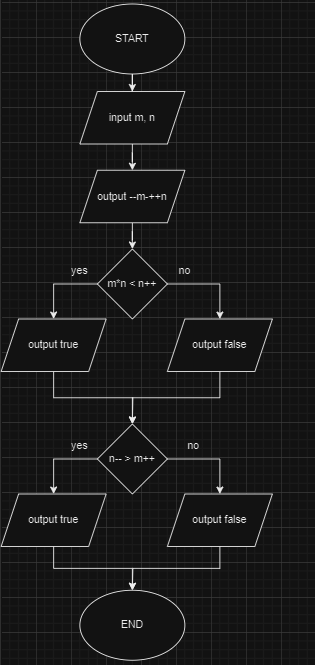 START
input m, n
output --m-++n
yes
no
m*n < n++
output true
output false
yes
no
n-- > m++
output true
output false
END